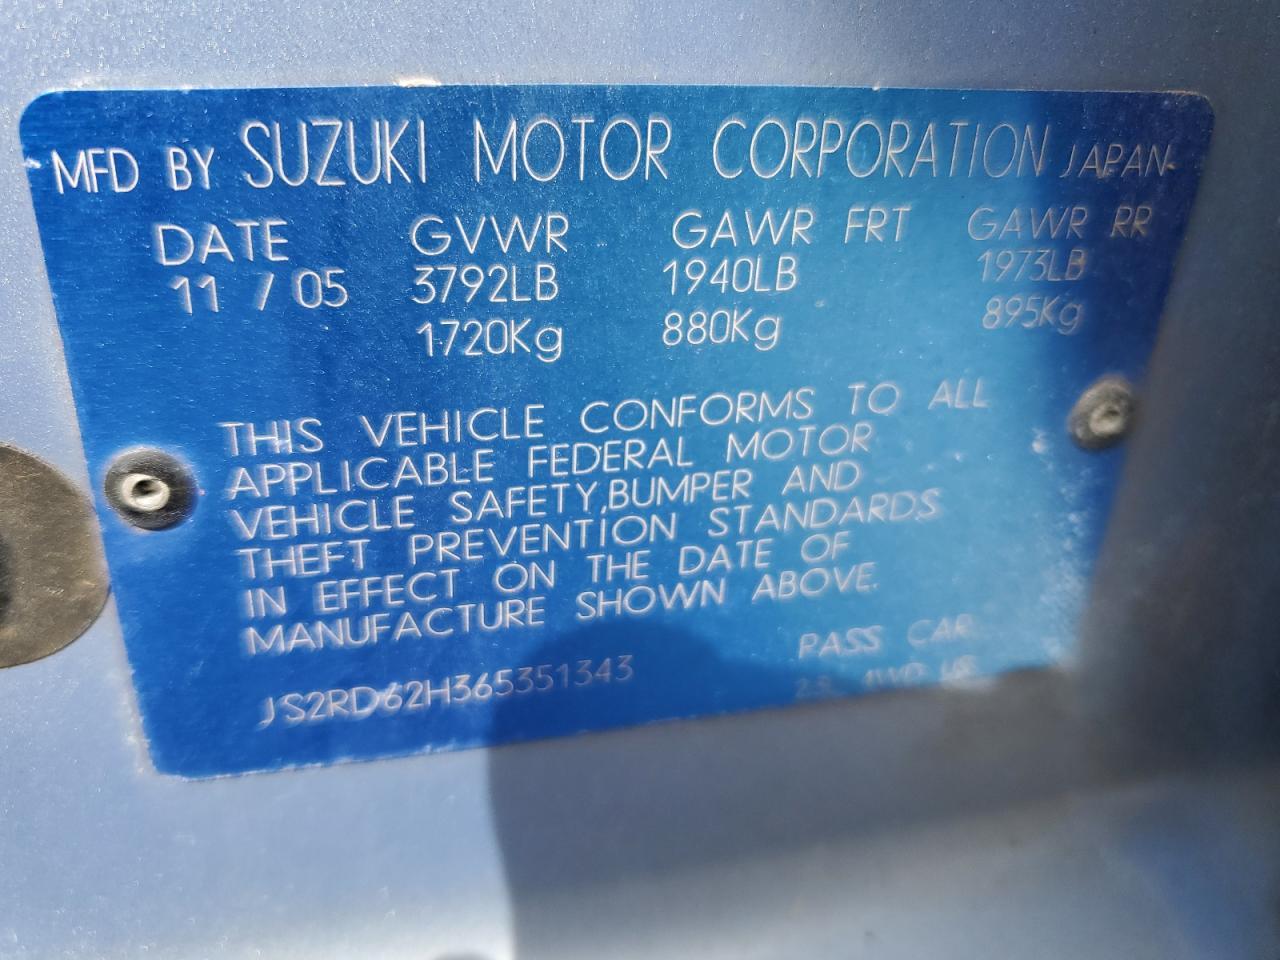 MFD BY SUZUKI MOTOR CORPORATION JAPAN
DATE GVWR GAWR FRT GAWR RR
11 / 05 3792LB 1940LB 1973LB
1720Kg 880Kg 895Kg
THIS VEHICLE CONFORMS TO ALL
APPLICABLE FEDERAL MOTOR
VEHICLE SAFETY,BUMPER AND
THEFT PREVENTION STANDARDS
IN EFFECT ON THE DATE OF
MANUFACTURE SHOWN ABOVE.
JS2RD62H365351343
PASS CAR
4WD